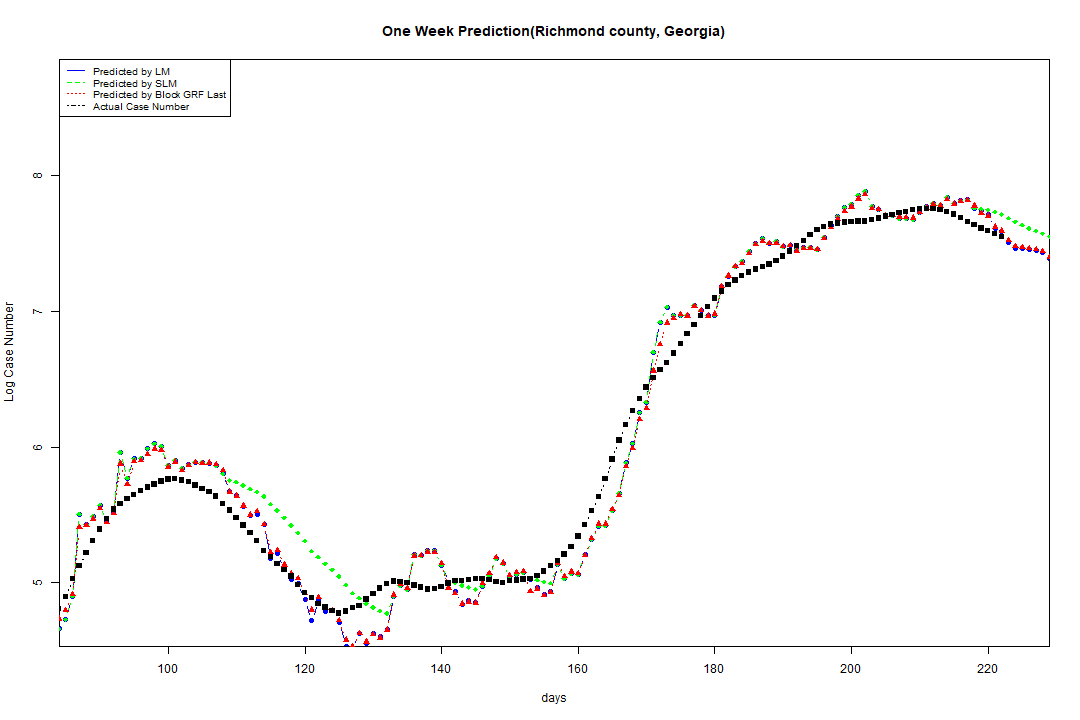 One Week Prediction(Richmond county, Georgia)
Predicted by LM
Predicted by SLM
Predicted by Block GRF Last
Actual Case Number
8
7
6
5
Log Case Number
100 120 140 160 180 200 220
days